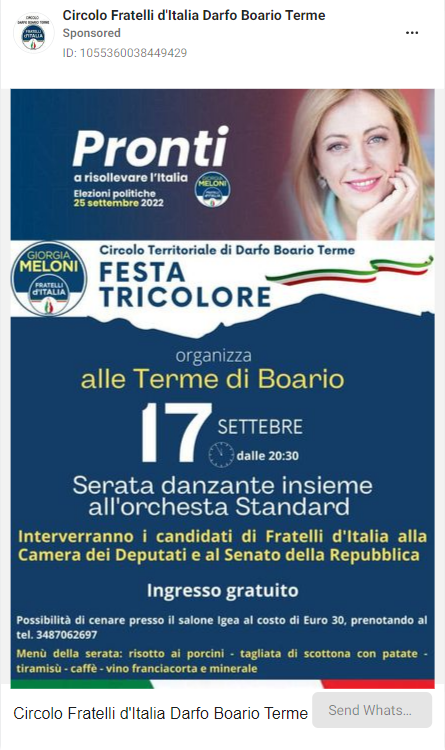 Circolo Fratelli d'Italia Darfo Boario Terme
Sponsored
ID: 1055360038449429
Pronti
a risollevare l'Italia
Elezioni politiche
25 settembre 2022
GIORGIA
MELONI
Circolo Territoriale di Darfo Boario Terme
GIORGIA
MELONI
FRATELLI
d'ITALIA
FESTA
TRICOLORE
organizza
alle Terme di Boario
17 SETTEBRE
dalle 20:30
Serata danzante insieme
all'orchesta Standard
Interverranno i candidati di Fratelli d'Italia alla
Camera dei Deputati e al Senato della Repubblica
Ingresso gratuito
Possibilità di cenare presso il salone Igea al costo di Euro 30, prenotando al
tel. 3487062697
Menù della serata: risotto ai porcini - tagliata di scottona con patate -
tiramisù - caffè - vino franciacorta e minerale
Circolo Fratelli d'Italia Darfo Boario Terme
Send Whats...